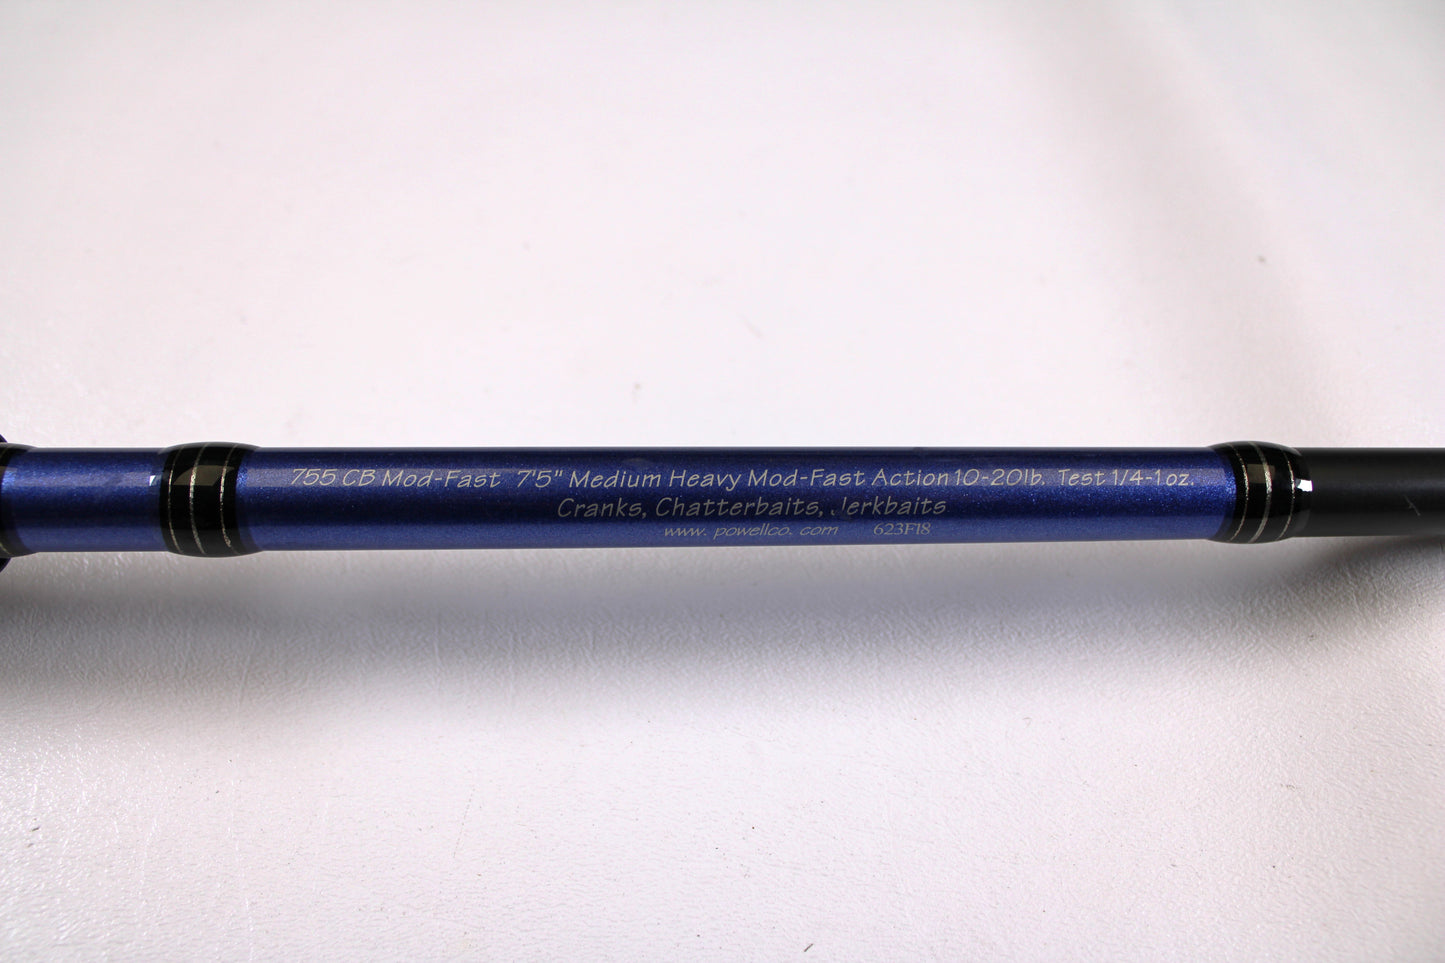 755 CB Mod-Fast 7'5" Medium Heavy Mod-Fast Action 10-20lb. Test 1/4-1oz.
Cranks, Chatterbaits, Jerkbaits
www. powellco. com 623F18